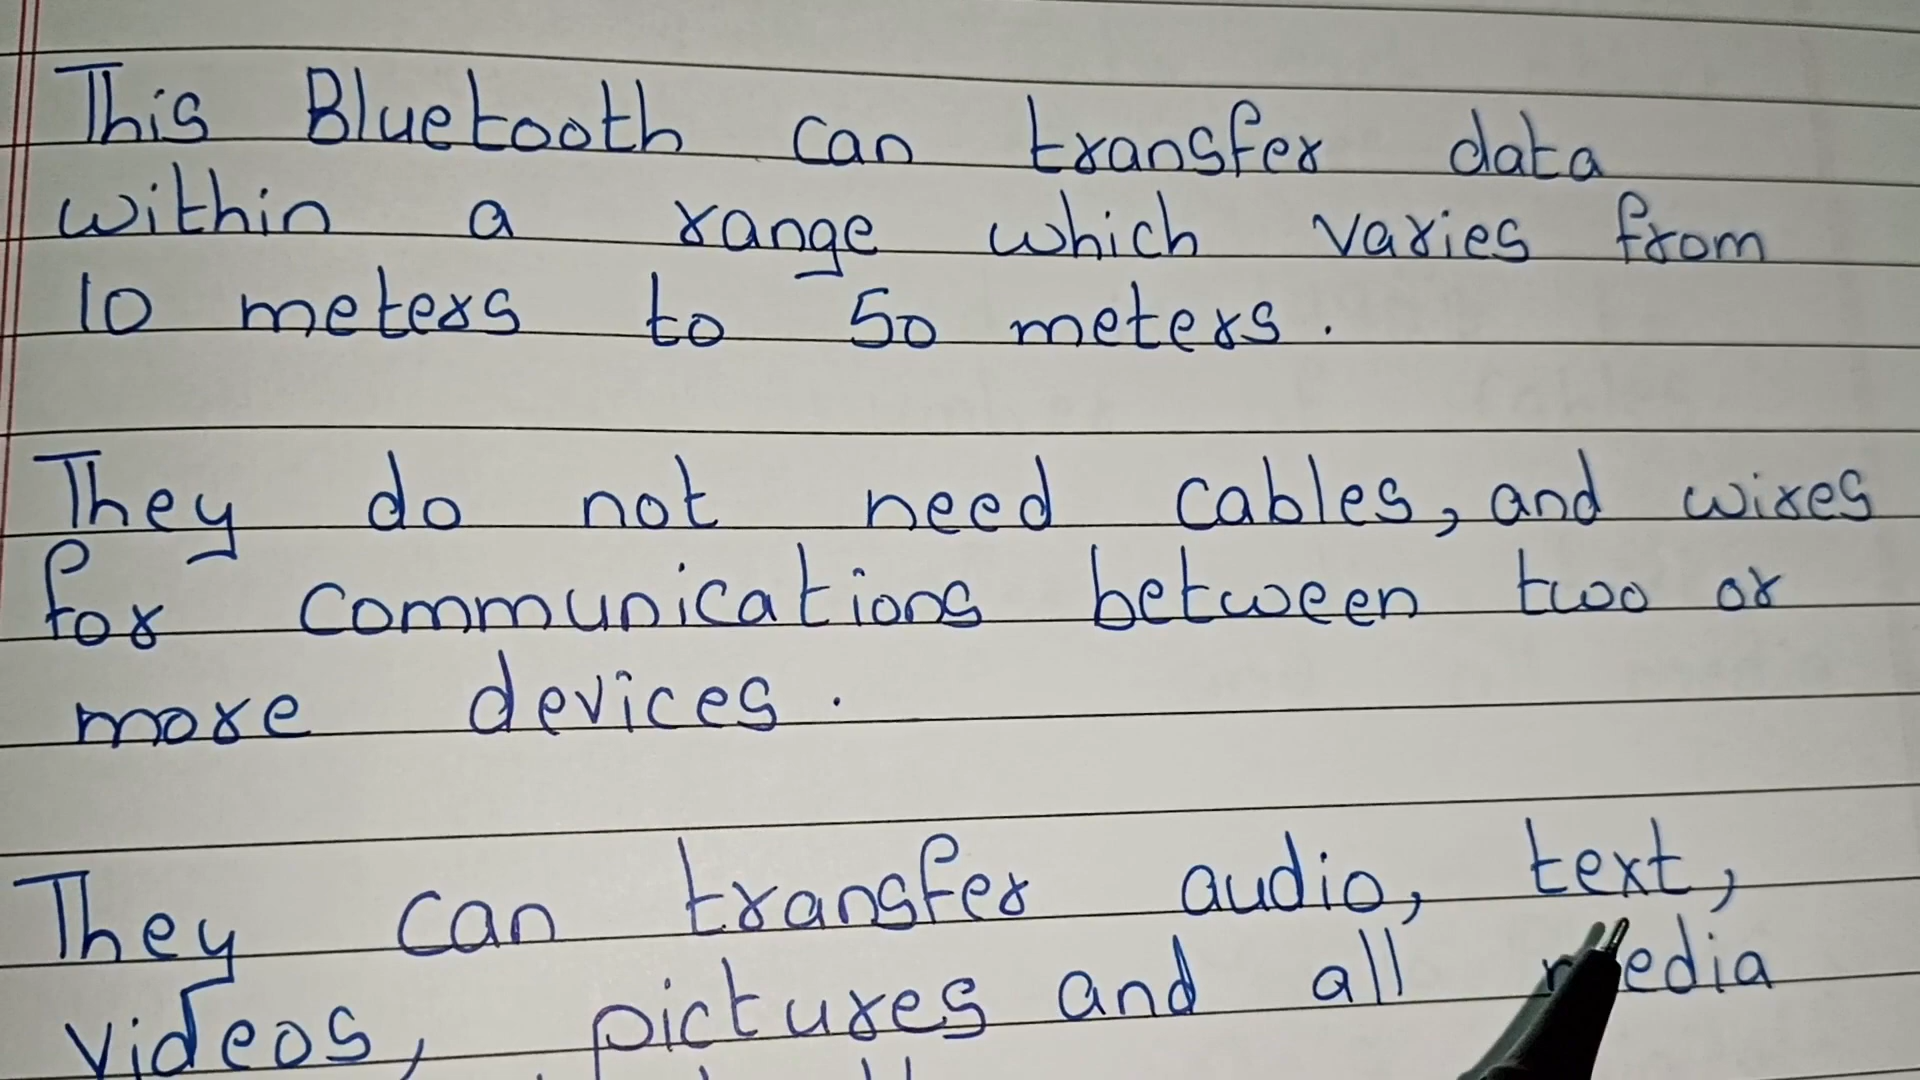 This Bluetooth can transfer data
within a range which varies from
10 meters to 50 meters.
They do not need cables, and wires
for communications between two or
more devices.
They can transfer audio, text,
videos, pictures and all media